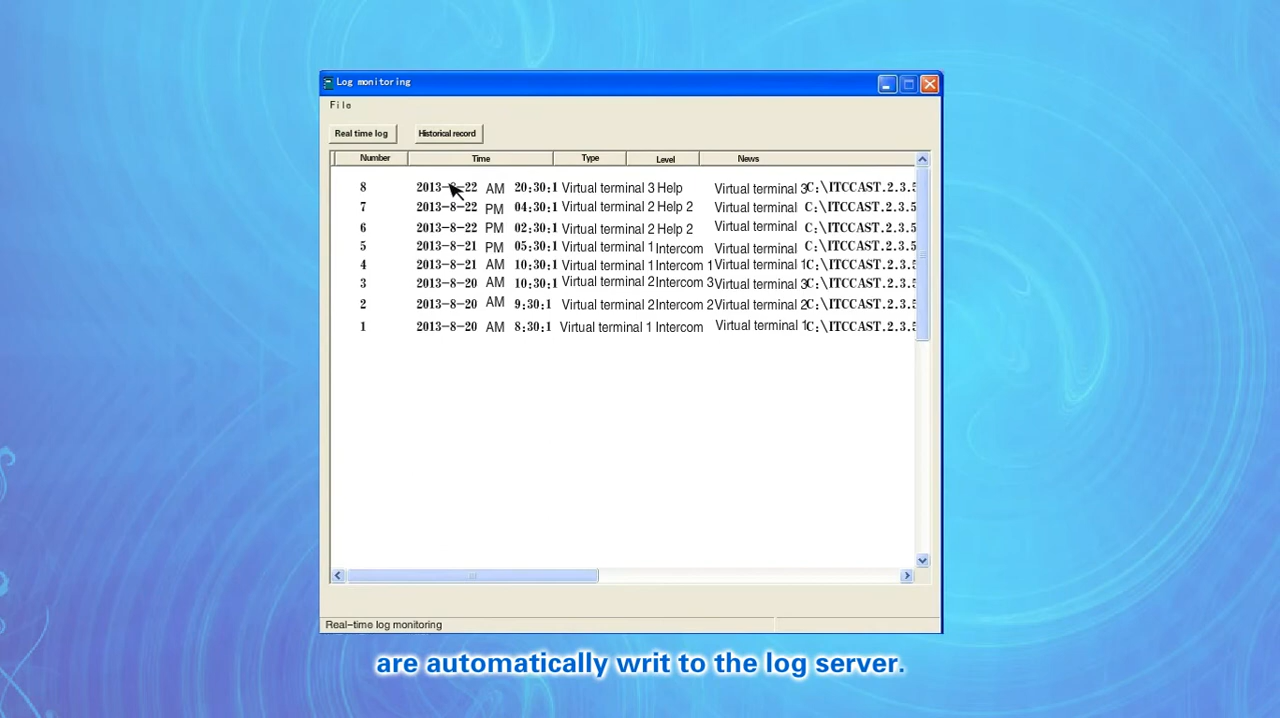 Log monitoring
File
Real time log Historical record
Number Time Type Level News
8 2013-8-22 AM 20:30:1 Virtual terminal 3 Help Virtual terminal 3 C:\ITCCAST.2.3.5
7 2013-8-22 PM 04:30:1 Virtual terminal 2 Help 2 Virtual terminal C:\ITCCAST.2.3.5
6 2013-8-22 PM 02:30:1 Virtual terminal 2 Help 2 Virtual terminal C:\ITCCAST.2.3.5
5 2013-8-21 PM 05:30:1 Virtual terminal 1 Intercom Virtual terminal C:\ITCCAST.2.3.5
4 2013-8-21 AM 10:30:1 Virtual terminal 1 Intercom 1 Virtual terminal 1 C:\ITCCAST.2.3.5
3 2013-8-20 AM 10:30:1 Virtual terminal 2 Intercom 3 Virtual terminal 3 C:\ITCCAST.2.3.5
2 2013-8-20 AM 9:30:1 Virtual terminal 2 Intercom 2 Virtual terminal 2 C:\ITCCAST.2.3.5
1 2013-8-20 AM 8:30:1 Virtual terminal 1 Intercom Virtual terminal 1 C:\ITCCAST.2.3.5
Real-time log monitoring
are automatically writ to the log server.